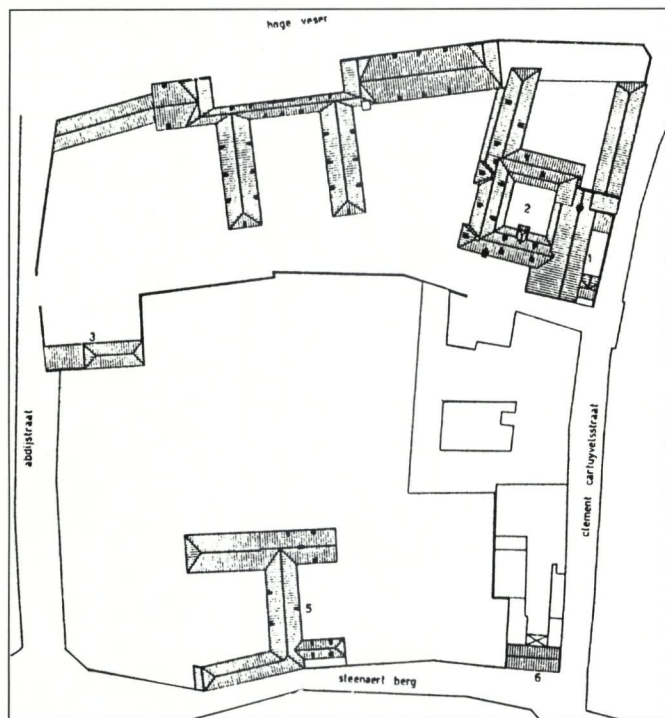 hoge veser
2
1
3
abdijstraat
clement cartuyvelsstraat
5
steenaert berg
6